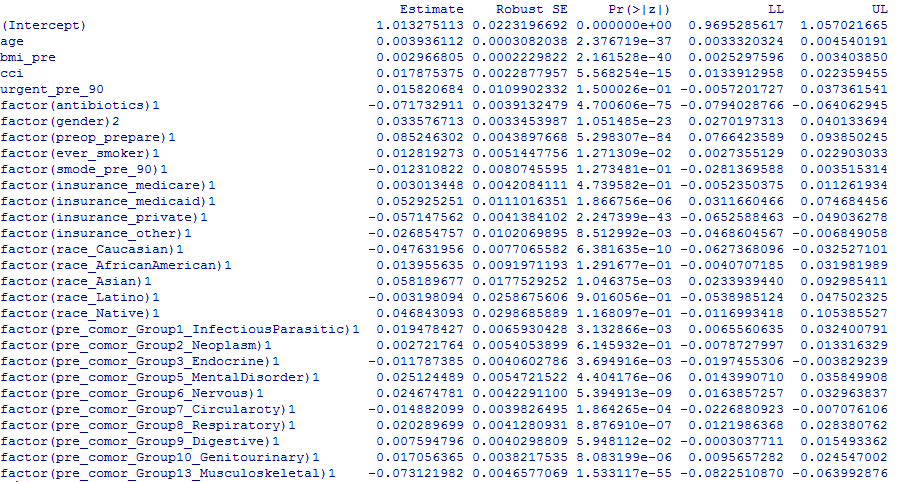 Estimate Robust SE Pr(>|z|) LL UL
(Intercept) 1.013275113 0.0223196692 0.000000e+00 0.9695285617 1.057021665
age 0.003936112 0.0003082038 2.376719e-37 0.0033320324 0.004540191
bmi_pre 0.002966805 0.0002229822 2.161528e-40 0.0025297596 0.003403850
cci 0.017875375 0.0022877957 5.568254e-15 0.0133912958 0.022359455
urgent_pre_90 0.015820684 0.0109902332 1.500026e-01 -0.0057201727 0.037361541
factor(antibiotics)1 -0.071732911 0.0039132479 4.700606e-75 -0.0794028766 -0.064062945
factor(gender)2 0.033576713 0.0033453987 1.051485e-23 0.0270197313 0.040133694
factor(preop_prepare)1 0.085246302 0.0043897668 5.298307e-84 0.0766423589 0.093850245
factor(ever_smoker)1 0.012819273 0.0051447756 1.271309e-02 0.0027355129 0.022903033
factor(smode_pre_90)1 -0.012310822 0.0080745595 1.273481e-01 -0.0281369588 0.003515314
factor(insurance_medicare)1 0.003013448 0.0042084111 4.739582e-01 -0.0052350375 0.011261934
factor(insurance_medicaid)1 0.052925251 0.0111016351 1.866756e-06 0.0311660466 0.074684456
factor(insurance_private)1 -0.057147562 0.0041384102 2.247399e-43 -0.0652588463 -0.049036278
factor(insurance_other)1 -0.026854757 0.0102069895 8.512992e-03 -0.0468604567 -0.006849058
factor(race_Caucasian)1 -0.047631956 0.0077065582 6.381635e-10 -0.0627368096 -0.032527101
factor(race_AfricanAmerican)1 0.013955635 0.0091971193 1.291677e-01 -0.0040707185 0.031981989
factor(race_Asian)1 0.058189677 0.0177529252 1.046375e-03 0.0233939440 0.092985411
factor(race_Latino)1 -0.003198094 0.0258675606 9.016056e-01 -0.0538985124 0.047502325
factor(race_Native)1 0.046843093 0.0298685889 1.168097e-01 -0.0116993418 0.105385527
factor(pre_comor_Group1_InfectiousParasitic)1 0.019478427 0.0065930428 3.132866e-03 0.0065560635 0.032400791
factor(pre_comor_Group2_Neoplasm)1 0.002721764 0.0054053899 6.145932e-01 -0.0078727997 0.013316329
factor(pre_comor_Group3_Endocrine)1 -0.011787385 0.0040602786 3.694916e-03 -0.0197455306 -0.003829239
factor(pre_comor_Group5_MentalDisorder)1 0.025124489 0.0054721522 4.404176e-06 0.0143990710 0.035849908
factor(pre_comor_Group6_Nervous)1 0.024674781 0.0042291100 5.394913e-09 0.0163857257 0.032963837
factor(pre_comor_Group7_Circularoty)1 -0.014882099 0.0039826495 1.864265e-04 -0.0226880923 -0.007076106
factor(pre_comor_Group8_Respiratory)1 0.020289699 0.0041280931 8.876910e-07 0.0121986368 0.028380762
factor(pre_comor_Group9_Digestive)1 0.007594796 0.0040298809 5.948112e-02 -0.0003037711 0.015493362
factor(pre_comor_Group10_Genitourinary)1 0.017056365 0.0038217535 8.083199e-06 0.0095657282 0.024547002
factor(pre_comor_Group13_Musculoskeletal)1 -0.073121982 0.0046577069 1.533117e-55 -0.0822510870 -0.063992876